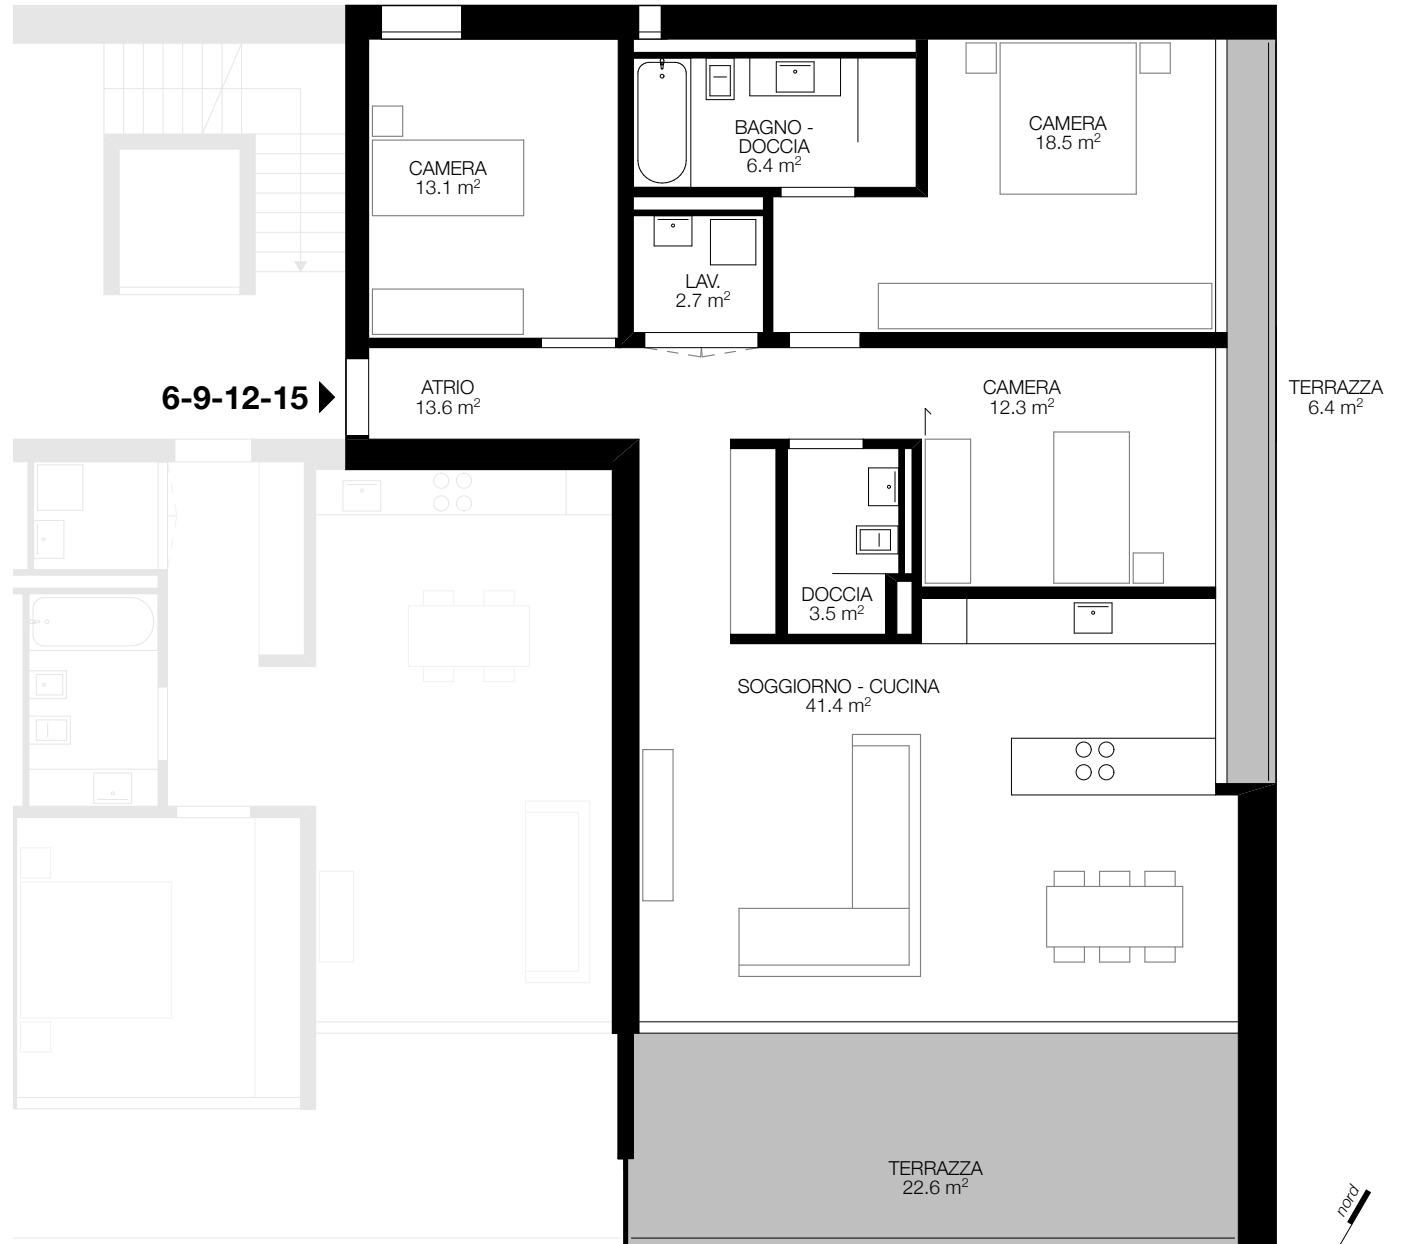 BAGNO -
DOCCIA
6.4 m²
CAMERA
18.5 m²
CAMERA
13.1 m²
LAV.
2.7 m²
6-9-12-15
ATRIO
13.6 m²
CAMERA
12.3 m²
TERRAZZA
6.4 m²
DOCCIA
3.5 m²
SOGGIORNO - CUCINA
41.4 m²
TERRAZZA
22.6 m²
nord